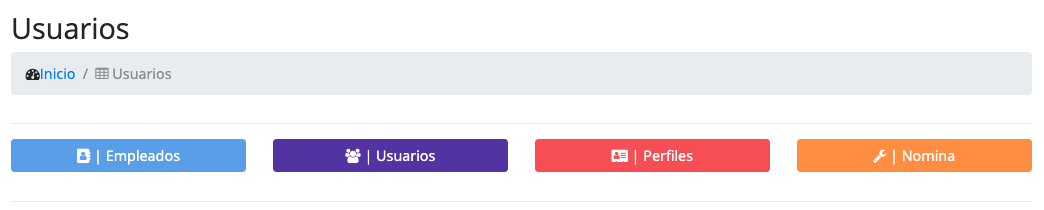 Usuarios
Inicio / Usuarios
| Empleados
| Usuarios
| Perfiles
| Nomina